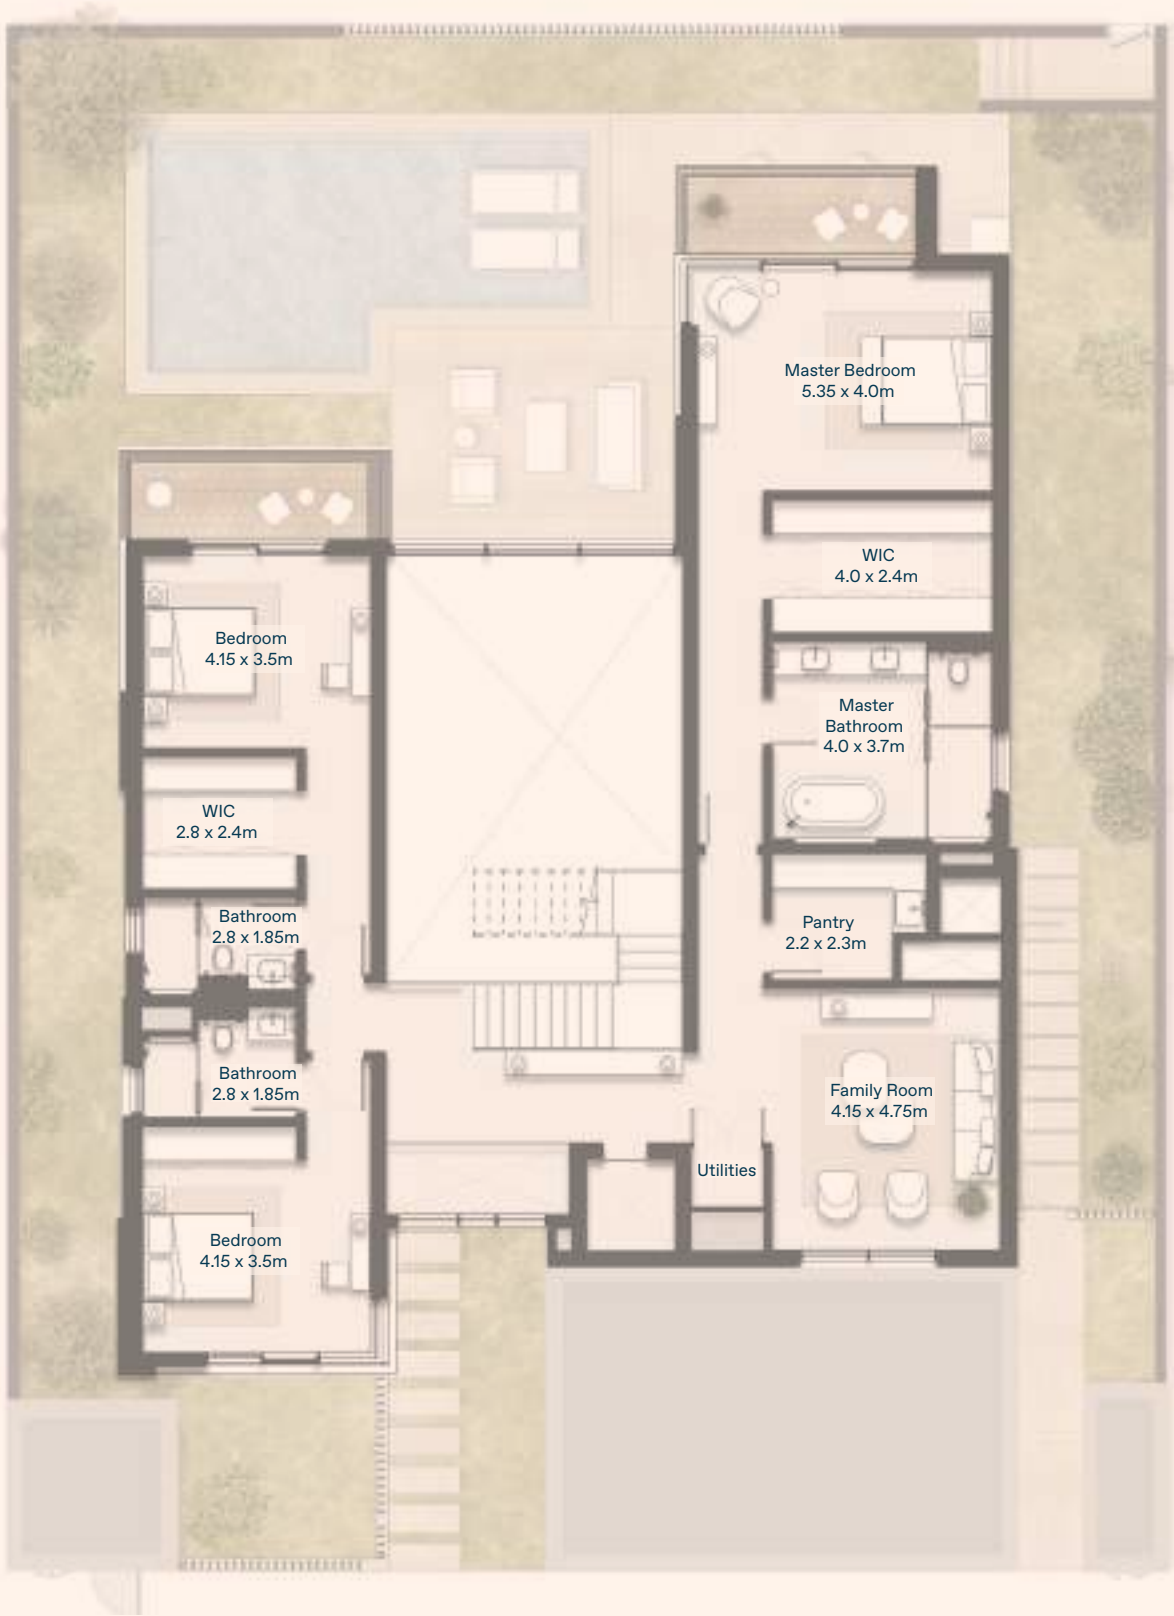 Master Bedroom
5.35 x 4.0m
WIC
4.0 x 2.4m
Bedroom
4.15 x 3.5m
Master
Bathroom
4.0 x 3.7m
WIC
2.8 x 2.4m
Bathroom
2.8 x 1.85m
Pantry
2.2 x 2.3m
Bathroom
2.8 x 1.85m
Family Room
4.15 x 4.75m
Utilities
Bedroom
4.15 x 3.5m